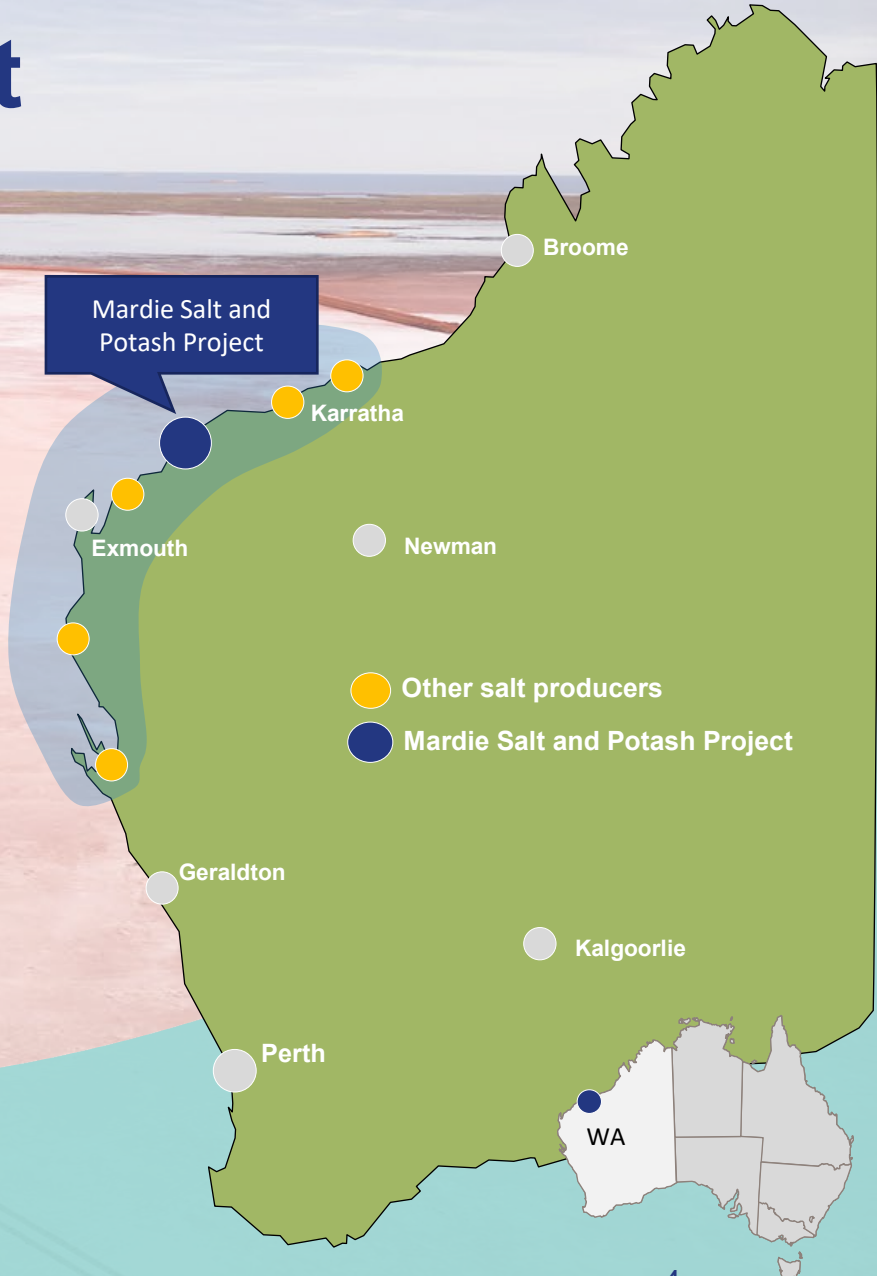 t
Broome
Mardie Salt and
Potash Project
Karratha
Exmouth
Newman
Other salt producers
Mardie Salt and Potash Project
Geraldton
Kalgoorlie
Perth
WA